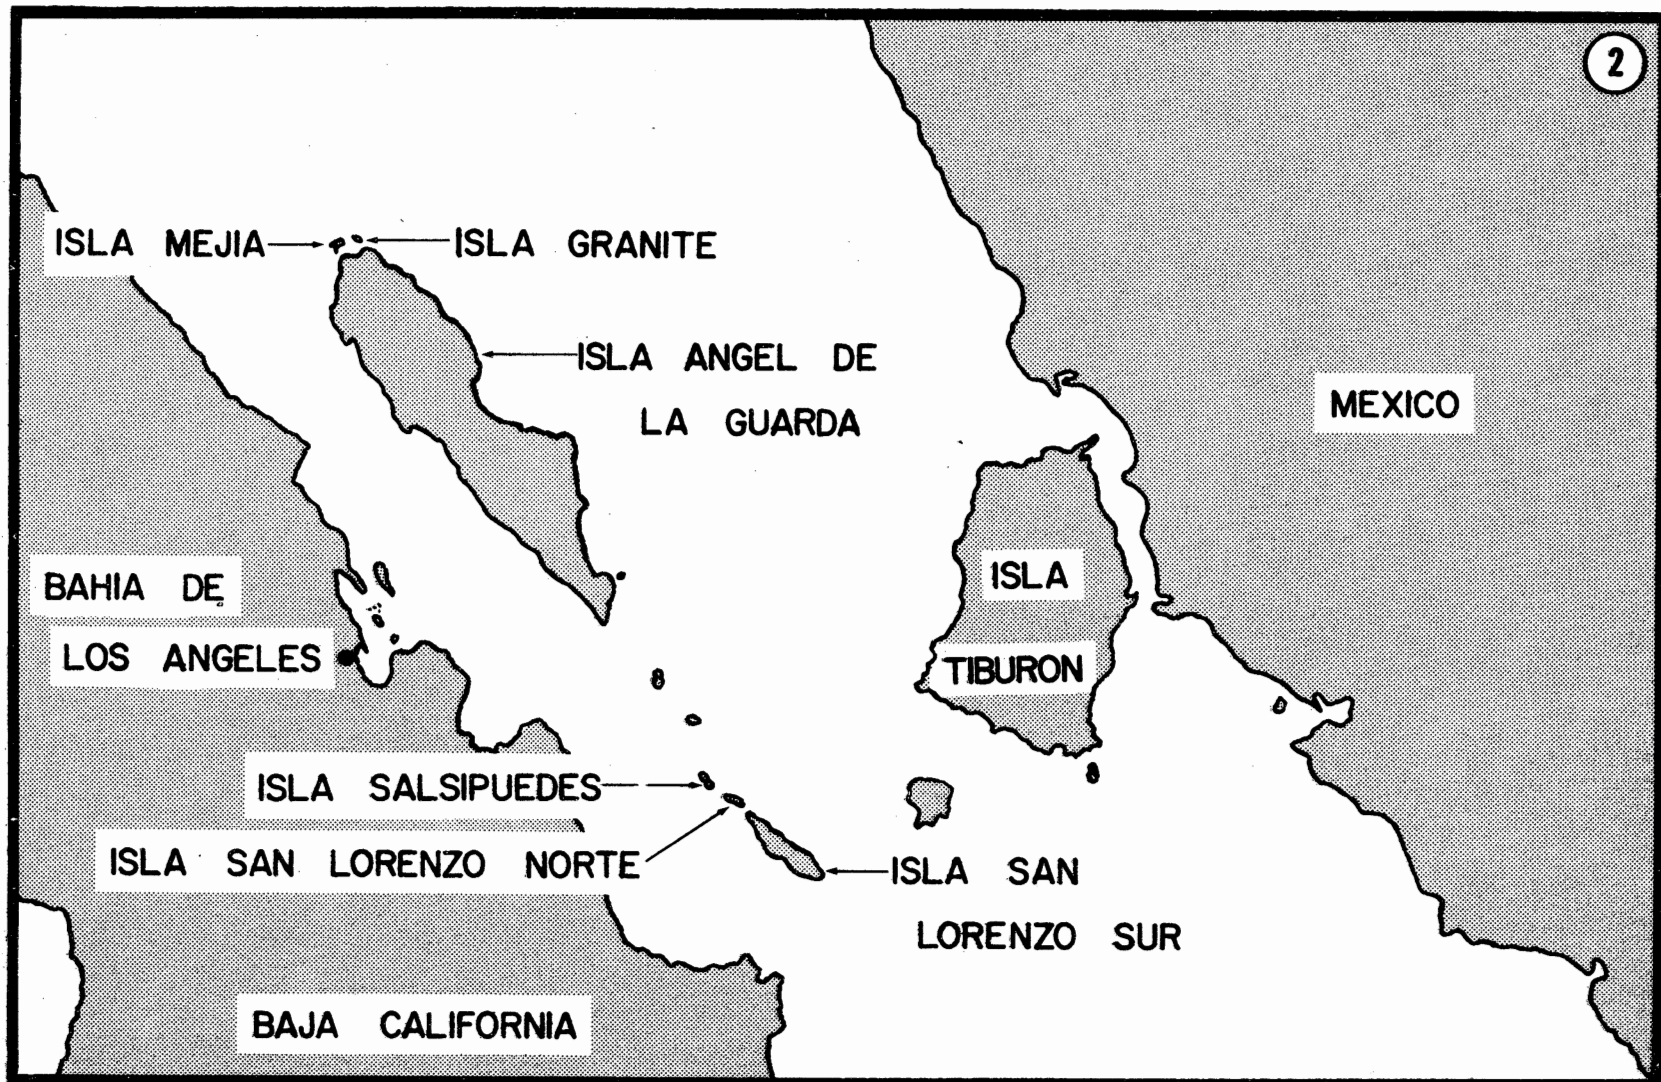 2
ISLA MEJIA
ISLA GRANITE
ISLA ANGEL DE
LA GUARDA
MEXICO
BAHIA DE
LOS ANGELES
ISLA
TIBURON
ISLA SALSIPUEDES
ISLA SAN LORENZO NORTE
ISLA SAN
LORENZO SUR
BAJA CALIFORNIA